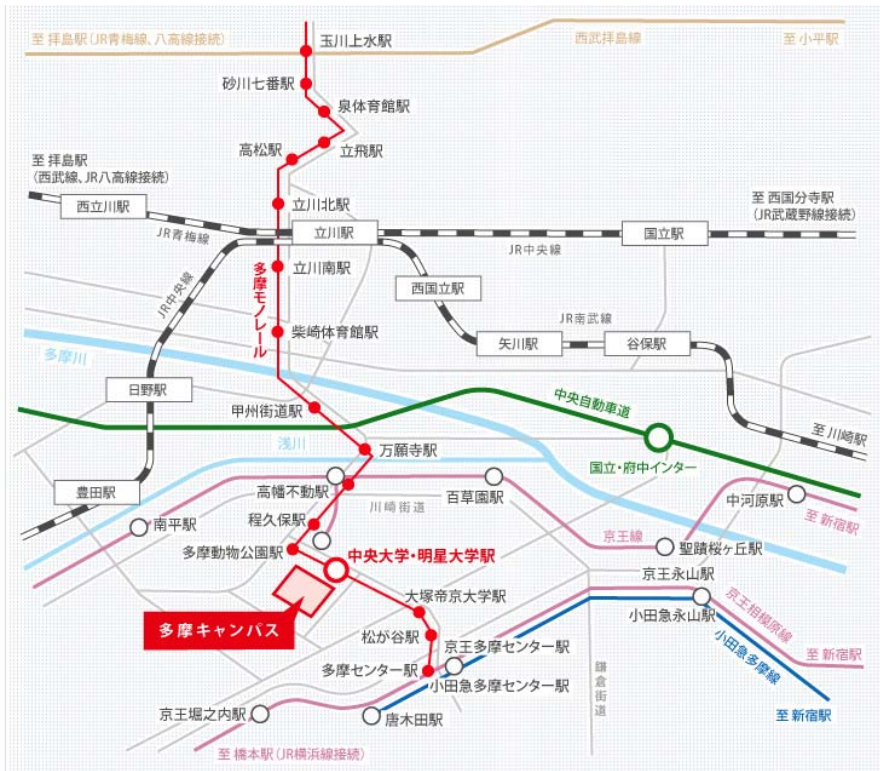 至 拝島駅(JR青梅線、八高線接続)
玉川上水駅
西武拝島線
至 小平駅
砂川七番駅
泉体育館駅
高松駅
立飛駅
至 拝島駅
(西武線、JR八高線接続)
西立川駅
立川北駅
至 西国分寺駅
(JR武蔵野線接続)
JR青梅線
立川駅
JR中央線
国立駅
立川南駅
JR中央線
多摩モノレール
西国立駅
JR南武線
柴崎体育館駅
矢川駅
谷保駅
多摩川
日野駅
甲州街道駅
中央自動車道
至 川崎駅
浅川
万願寺駅
国立・府中インター
豊田駅
高幡不動駅
川崎街道
百草園駅
中河原駅
至 新宿駅
南平駅
程久保駅
京王線
聖蹟桜ヶ丘駅
多摩動物公園駅
中央大学・明星大学駅
京王永山駅
大塚帝京大学駅
小田急永山駅
京王相模原線
多摩キャンパス
松が谷駅
京王多摩センター駅
小田急多摩線
至 新宿駅
多摩センター駅
小田急多摩センター駅
鎌倉街道
京王堀之内駅
唐木田駅
至 新宿駅
至 橋本駅(JR横浜線接続)